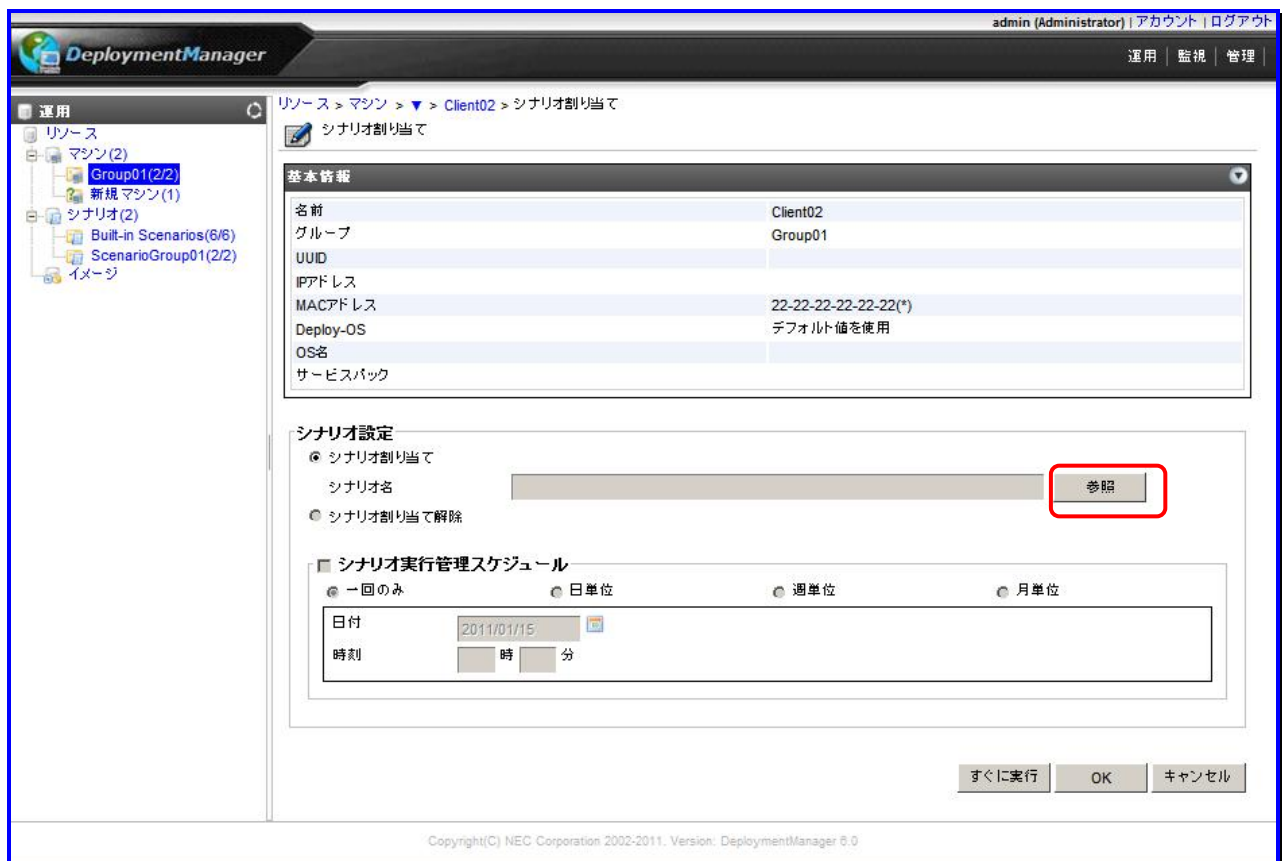 admin (Administrator) | アカウント | ログアウト
DeploymentManager
運用 | 監視 | 管理
運用
リソース
マシン(2)
Group01(2/2)
新規マシン(1)
シナリオ(2)
Built-in Scenarios(6/6)
ScenarioGroup01(2/2)
イメージ
リソース > マシン > ▼ > Client02 > シナリオ割り当て
シナリオ割り当て
基本情報
名前 Client02
グループ Group01
UUID
IPアドレス
MACアドレス 22-22-22-22-22-22(*)
Deploy-OS デフォルト値を使用
OS名
サービスパック
シナリオ設定
シナリオ割り当て
シナリオ名 参照
シナリオ割り当て解除
シナリオ実行管理スケジュール
一回のみ 日単位 週単位 月単位
日付 2011/01/15
時刻 時 分
すぐに実行 OK キャンセル
Copyright(C) NEC Corporation 2002-2011. Version: DeploymentManager 6.0